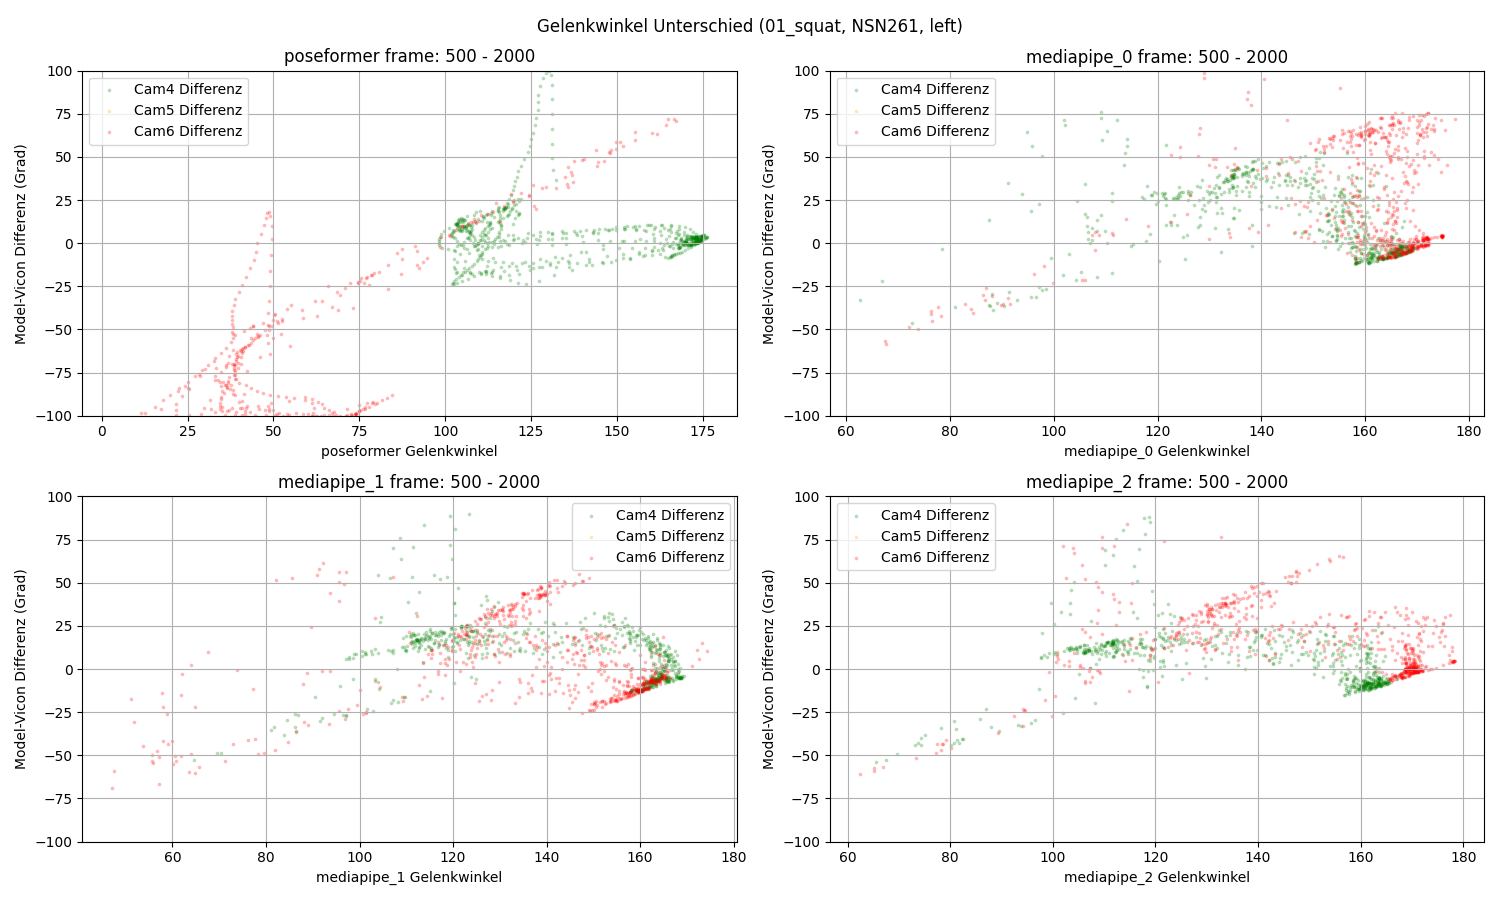 Gelenkwinkel Unterschied (01_squat, NSN261, left)
poseformer frame: 500 - 2000
Model-Vicon Differenz (Grad)
100
75
50
25
0
−25
−50
−75
−100
Cam4 Differenz
Cam5 Differenz
Cam6 Differenz
0 25 50 75 100 125 150 175
poseformer Gelenkwinkel
mediapipe_0 frame: 500 - 2000
Model-Vicon Differenz (Grad)
100
75
50
25
0
−25
−50
−75
−100
Cam4 Differenz
Cam5 Differenz
Cam6 Differenz
60 80 100 120 140 160 180
mediapipe_0 Gelenkwinkel
mediapipe_1 frame: 500 - 2000
Model-Vicon Differenz (Grad)
100
75
50
25
0
−25
−50
−75
−100
Cam4 Differenz
Cam5 Differenz
Cam6 Differenz
60 80 100 120 140 160 180
mediapipe_1 Gelenkwinkel
mediapipe_2 frame: 500 - 2000
Model-Vicon Differenz (Grad)
100
75
50
25
0
−25
−50
−75
−100
Cam4 Differenz
Cam5 Differenz
Cam6 Differenz
60 80 100 120 140 160 180
mediapipe_2 Gelenkwinkel